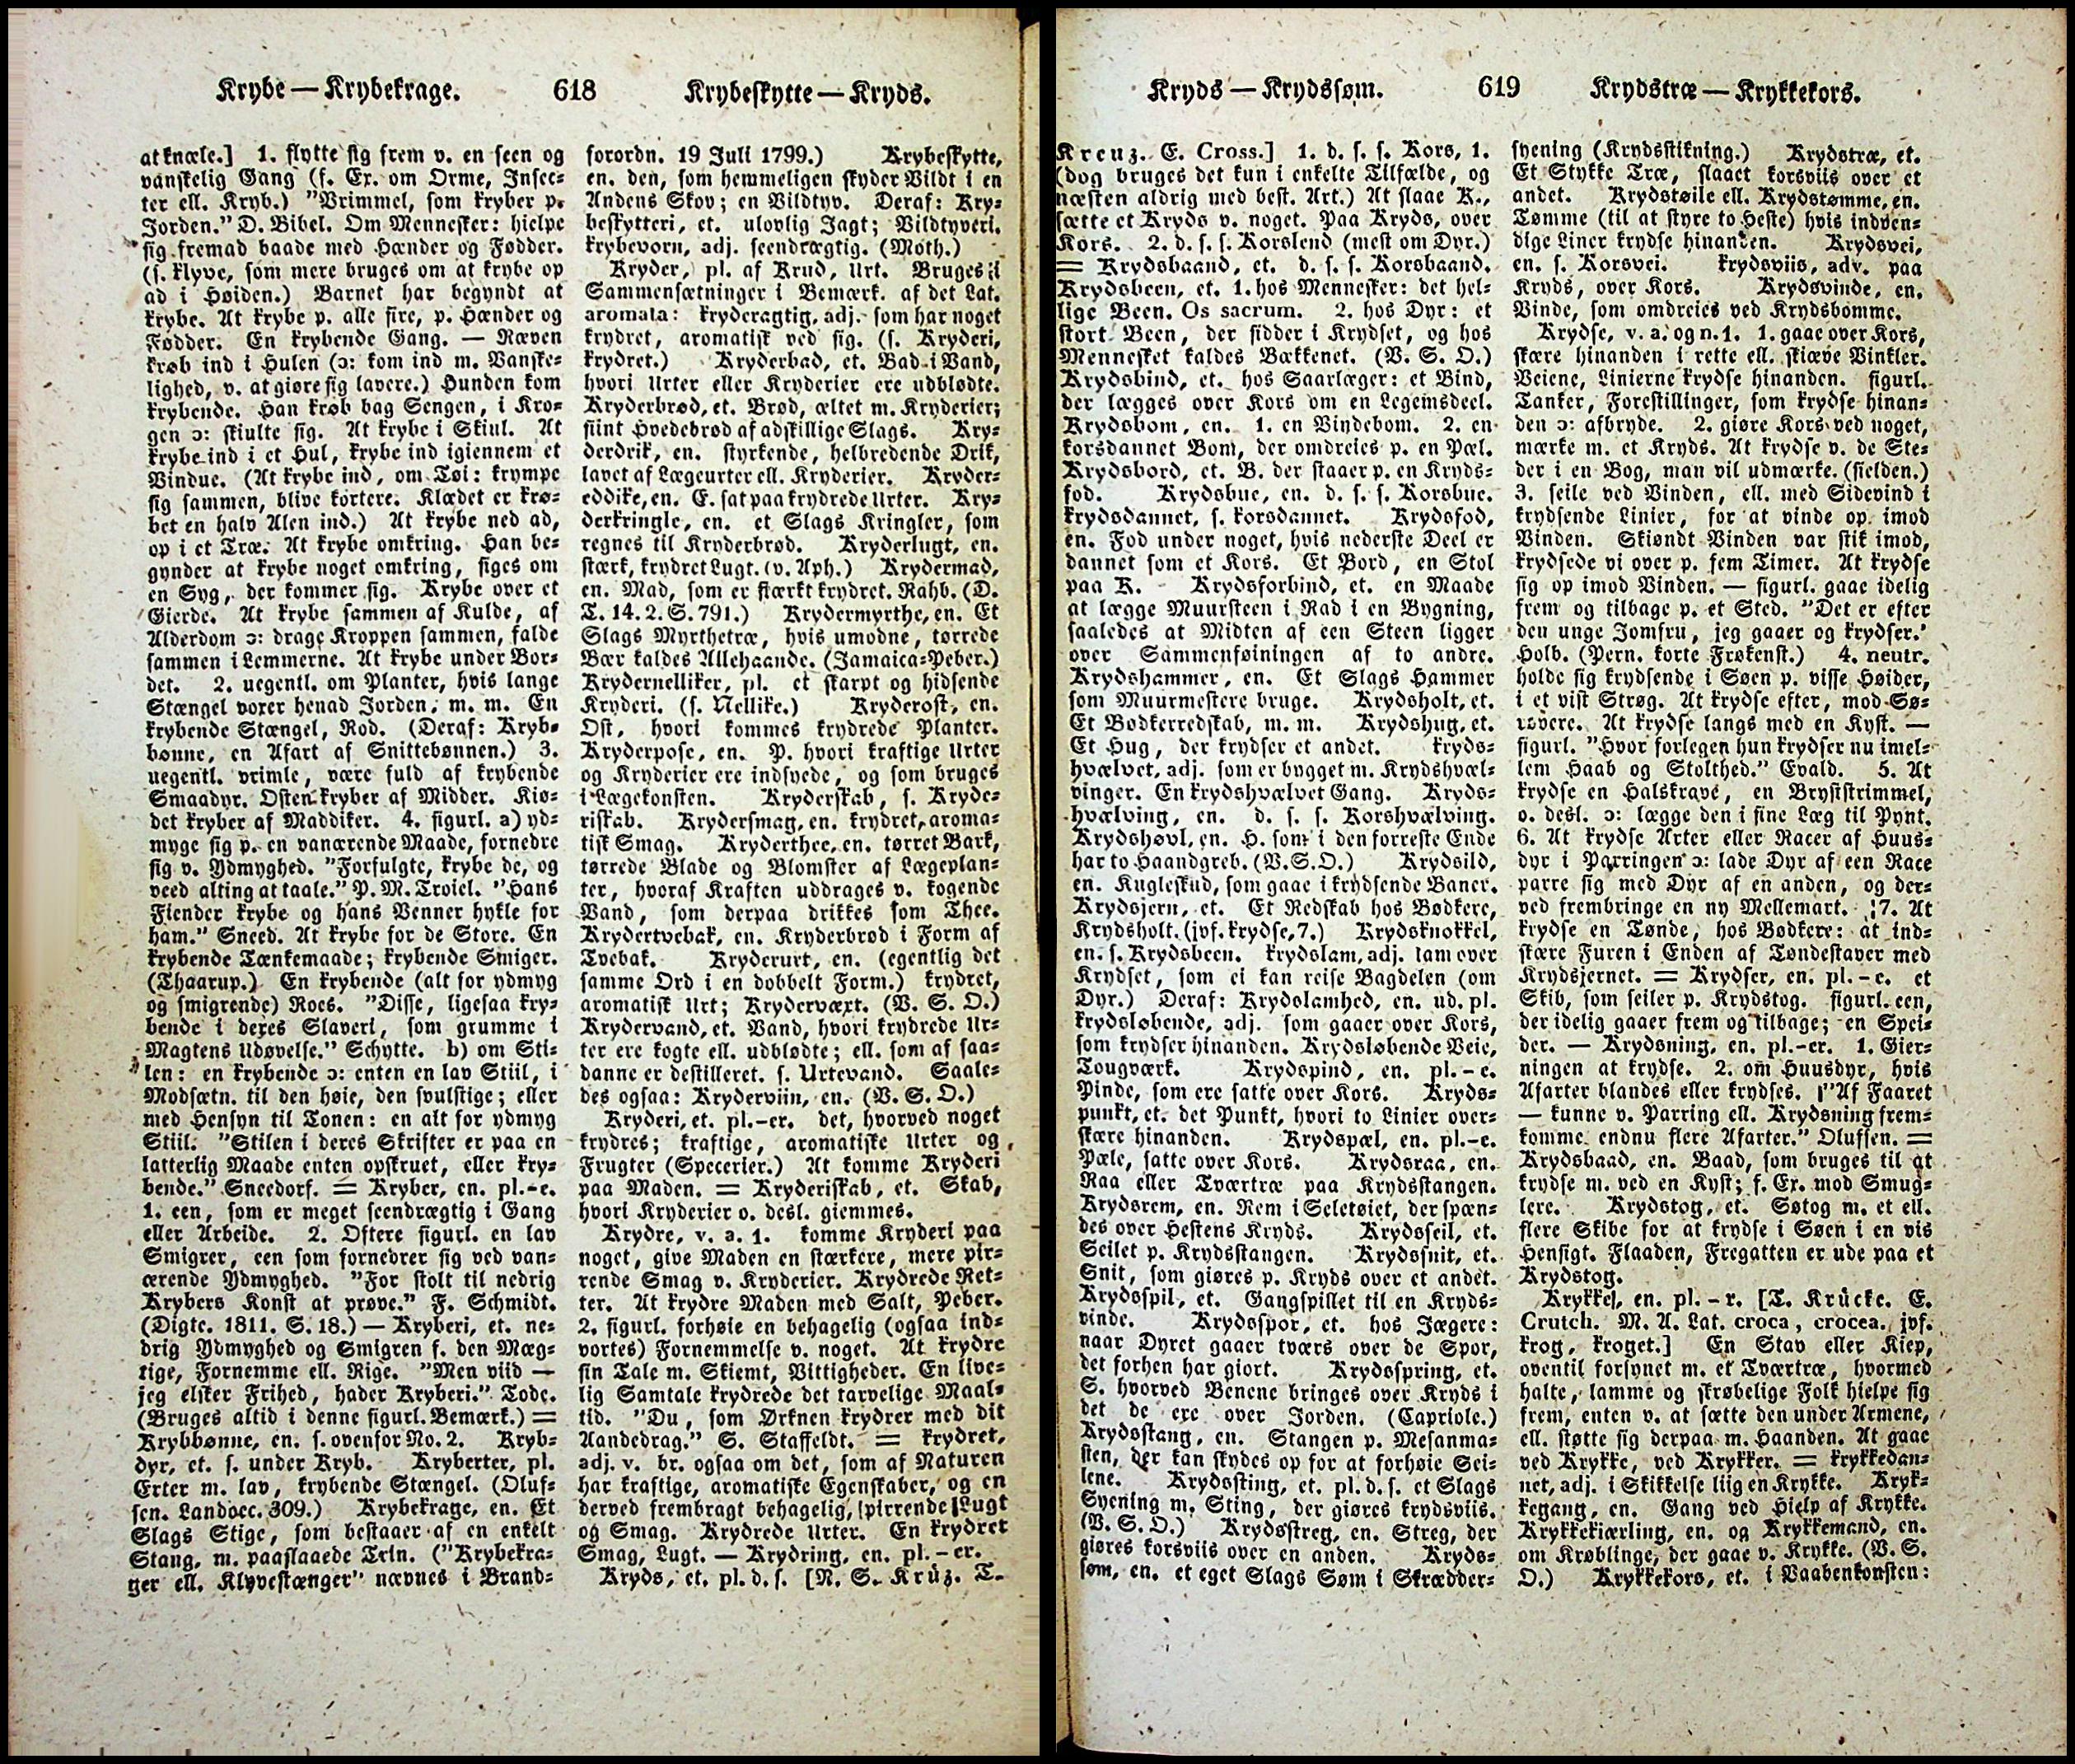 Krybe — Krybekrage. 618 Krybeskytte — Kryds.
at knæle.] 1. flytte sig frem v. en seen og
vanskelig Gang (f. Ex. om Orme, Insec=
ter ell. Kryb.) "Vrimmel, som kryber p.
Jorden." D. Bibel. Om Mennesker: hielpe
sig fremad baade med Hænder og Fødder.
(s. klyve, som mere bruges om at krybe op
ad i Høiden.) Barnet har begyndt at
krybe. At krybe p. alle fire, p. Hænder og
Fødder. En krybende Gang. — Ræven
krøb ind i Hulen (ɔ: kom ind m. Vanske=
lighed, v. at giøre sig lavere.) Hunden kom
krybende. Han krøb bag Sengen, i Kro=
gen ɔ: skiulte sig. At krybe i Skiul. At
krybe ind i et Hul, krybe ind igiennem et
Vindue. (At krybe ind, om Tøi: krympe
sig sammen, blive kortere. Klædet er krø=
bet en halv Alen ind.) At krybe ned ad,
op i et Træ. At krybe omkring. Han be=
gynder at krybe noget omkring, siges om
en Syg, der kommer sig. Krybe over et
Gierde. At krybe sammen af Kulde, af
Alderdom ɔ: drage Kroppen sammen, falde
sammen i Lemmerne. At krybe under Bor=
det. 2. uegentl. om Planter, hvis lange
Stængel voxer henad Jorden, m. m. En
krybende Stængel, Rod. (Deraf: Kryb=
bønne, en Afart af Snittebønnen.) 3.
uegentl. vrimle, være fuld af krybende
Smaadyr. Osten kryber af Midder. Kiø=
det kryber af Maddiker. 4. figurl. a) yd=
myge sig p. en vanærende Maade, fornedre
sig v. Ydmyghed. "Forfulgte, krybe de, og
veed alting at taale." P. M. Troiel. "Hans
Fiender krybe og hans Venner hykle for
ham." Sneed. At krybe for de Store. En
krybende Tænkemaade; krybende Smiger.
(Thaarup.) En krybende (alt for ydmyg
og smigrende) Roes. "Disse, ligesaa kry=
bende i deres Slaveri, som grumme i
Magtens Udøvelse." Schytte. b) om Sti=
len: en krybende ɔ: enten en lav Stiil, i
Modsætn. til den høie, den svulstige; eller
med Hensyn til Tonen: en alt for ydmyg
Stiil. "Stilen i deres Skrifter er paa en
latterlig Maade enten opskruet, eller kry=
bende." Sneedorf. = Kryber, en. pl.-e.
1. een, som er meget seendrægtig i Gang
eller Arbeide. 2. Oftere figurl. en lav
Smigrer, een som fornedrer sig ved van=
ærende Ydmyghed. "For stolt til nedrig
Krybers Konst at prøve." F. Schmidt.
(Digte. 1811. S. 18.) — Kryberi, et. ne=
drig Ydmyghed og Smigren f. den Mæg=
tige, Fornemme ell. Rige. "Men viid —
jeg elsker Frihed, hader Kryberi." Tode.
(Bruges altid i denne figurl. Bemærk.) =
Krybbønne, en. s. ovenfor No. 2. Kryb=
dyr, et. s. under Kryb. Kryberter, pl.
Erter m. lav, krybende Stængel. (Oluf=
sen. Landoec. 309.) Krybekrage, en. Et
Slags Stige, som bestaaer af en enkelt
Stang, m. paaslaaede Trin. ("Krybekra=
ger ell. Klyvestænger" nævnes i Brand=
forordn. 19 Juli 1799.) Krybeskytte,
en. den, som hemmeligen skyder Vildt i en
Andens Skov; en Vildtyv. Deraf: Kry=
beskytteri, et. ulovlig Jagt; Vildtyveri.
krybevorn, adj. seendrægtig. (Moth.)
Kryder, pl. af Krud, Urt. Bruges i
Sammensætninger i Bemærk. af det Lat.
aromata: kryderagtig, adj. som har noget
krydret, aromatisk ved sig. (s. Kryderi,
krydret.) Kryderbad, et. Bad i Vand,
hvori Urter eller Kryderier ere udblødte.
Kryderbrød, et. Brød, æltet m. Kryderier;
siint Hvedebrød af adskillige Slags. Kry=
derdrik, en. styrkende, helbredende Drik,
lavet af Lægeurter ell. Kryderier. Kryder=
eddike, en. E. sat paa krydrede Urter. Kry=
derkringle, en. et Slags Kringler, som
regnes til Kryderbrød. Kryderlugt, en.
stærk, krydret Lugt. (v. Aph.) Krydermad,
en. Mad, som er stærkt krydret. Rahb. (D.
T. 14. 2. S. 791.) Krydermyrthe, en. Et
Slags Myrthetræ, hvis umodne, tørrede
Bær kaldes Allehaande. (Jamaica=Peber.)
Krydernelliker, pl. et skarpt og hidsende
Kryderi. (s. Nellike.) Kryderost, en.
Ost, hvori kommes krydrede Planter.
Kryderpose, en. P. hvori kraftige Urter
og Kryderier ere indsyede, og som bruges
i Lægekonsten. Kryderskab, s. Kryde=
riskab. Krydersmag, en. krydret, aroma=
tisk Smag. Kryderthee, en. tørret Bark,
tørrede Blade og Blomster af Lægeplan=
ter, hvoraf Kraften uddrages v. kogende
Vand, som derpaa drikkes som Thee.
Krydertvebak, en. Kryderbrød i Form af
Tvebak. Kryderurt, en. (egentlig det
samme Ord i en dobbelt Form.) krydret,
aromatisk Urt; Krydervæxt. (V. S. O.)
Krydervand, et. Vand, hvori krydrede Ur=
ter ere kogte ell. udblødte; ell. som af saa=
danne er destilleret. s. Urtevand. Saale=
des ogsaa: Kryderviin, en. (V. S. O.)
Kryderi, et. pl.-er. det, hvorved noget
krydres; kraftige, aromatiske Urter og
Frugter (Specerier.) At komme Kryderi
paa Maden. = Kryderiskab, et. Skab,
hvori Kryderier o. desl. giemmes.
Krydre, v. a. 1. komme Kryderi paa
noget, give Maden en stærkere, mere pir=
rende Smag v. Kryderier. Krydrede Ret=
ter. At krydre Maden med Salt, Peber.
2. figurl. forhøie en behagelig (ogsaa ind=
vortes) Fornemmelse v. noget. At krydre
sin Tale m. Skiemt, Vittigheder. En live=
lig Samtale krydrede det tarvelige Maal=
tid. "Du, som Ørknen krydrer med dit
Aandedrag." S. Staffeldt. = krydret,
adj. v. br. ogsaa om det, som af Naturen
har kraftige, aromatiske Egenskaber, og en
derved frembragt behagelig, pirrende Lugt
og Smag. Krydrede Urter. En krydret
Smag, Lugt. — Krydring, en. pl. - er.
Kryds, et. pl. d. s. [N. S. Krüz. T.
Kryds — Krydssøm. 619 Krydstræ — Krykkekors.
Kreuz. E. Cross.] 1. d. s. s. Kors, 1.
(dog bruges det kun i enkelte Tilfælde, og
næsten aldrig med best. Art.) At slaae K.,
sætte et Kryds v. noget. Paa Kryds, over
Kors. 2. d. s. s. Korslend (mest om Dyr.)
= Krydsbaand, et. d. s. s. Korsbaand.
Krydsbeen, et. 1. hos Mennesker: det hel=
lige Been. Os sacrum. 2. hos Dyr: et
stort Been, der sidder i Krydset, og hos
Mennesket kaldes Bækkenet. (V. S. O.)
Krydsbind, et. hos Saarlæger: et Bind,
der lægges over Kors om en Legemsdeel.
Krydsbom, en. 1. en Vindebom. 2. en
korsdannet Bom, der omdreies p. en Pæl.
Krydsbord, et. B. der staaer p. en Kryds=
fod. Krydsbue, en. d. s. s. Korsbue.
krydsdannet, s. korsdannet. Krydsfod,
en. Fod under noget, hvis nederste Deel er
dannet som et Kors. Et Bord, en Stol
paa K. Krydsforbind, et. en Maade
at lægge Muursteen i Rad i en Bygning,
saaledes at Midten af een Steen ligger
over Sammenføiningen af to andre.
Krydshammer, en. Et Slags Hammer
som Muurmestere bruge. Krydsholt, et.
Et Bødkerredskab, m. m. Krydshug, et.
Et Hug, der krydser et andet. kryds=
hvælvet, adj. som er bygget m. Krydshvæl=
vinger. En krydshvælvet Gang. Kryds=
hvælving, en. d. s. s. Korshvælving.
Krydshøvl, en. H. som i den forreste Ende
har to Haandgreb. (V.S.O.) Krydsild,
en. Kugleskud, som gaae i krydsende Baner.
Krydsjern, et. Et Redskab hos Bødkere,
Krydsholt. (jvf. krydse, 7.) Krydsknokkel,
en. s. Krydsbeen. krydslam, adj. lam over
Krydset, som ei kan reise Bagdelen (om
Dyr.) Deraf: Krydslamhed, en. ud. pl.
krydsløbende, adj. som gaaer over Kors,
som krydser hinanden. Krydsløbende Veie,
Tougværk. Krydspind, en. pl. - e.
Pinde, som ere satte over Kors. Kryds=
punkt, et. det Punkt, hvori to Linier over=
skære hinanden. Krydspæl, en. pl.-e.
Pæle, satte over Kors. Krydsraa, en.
Raa eller Tværtræ paa Krydsstangen.
Krydsrem, en. Rem i Seletøiet, der spæn=
des over Hestens Kryds. Krydsseil, et.
Seilet p. Krydsstangen. Krydssnit, et.
Snit, som giøres p. Kryds over et andet.
Krydsspil, et. Gangspillet til en Kryds=
vinde. Krydsspor, et. hos Jægere:
naar Dyret gaaer tværs over de Spor,
det forhen har giort. Krydsspring, et.
S. hvorved Benene bringes over Kryds i
det de ere over Jorden. (Capriole.)
Krydsstang, en. Stangen p. Mesanma=
sten, der kan skydes op for at forhøie Sei=
lene. Krydssting, et. pl. d. s. et Slags
Syening m. Sting, der giøres krydsviis.
(V. S. O.) Krydsstreg, en. Streg, der
giøres korsviis over en anden. Kryds=
søm, en. et eget Slags Søm i Skrædder=
syening (Krydsstikning.) Krydstræ, et.
Et Stykke Træ, slaaet korsviis over et
andet. Krydstøile ell. Krydstømme, en.
Tømme (til at styre to Heste) hvis indven=
dige Liner krydse hinanden. Krydsvei,
en. s. Korsvei. krydsviis, adv. paa
Kryds, over Kors. Krydsvinde, en.
Vinde, som omdreies ved Krydsbomme.
Krydse, v. a. og n. 1. 1. gaae over Kors,
skære hinanden i rette ell. skiæve Vinkler.
Veiene, Linierne krydse hinanden. figurl.
Tanker, Forestillinger, som krydse hinan=
den ɔ: afbryde. 2. giøre Kors ved noget,
mærke m. et Kryds. At krydse v. de Ste=
der i en Bog, man vil udmærke. (sielden.)
3. seile ved Vinden, ell. med Sidevind i
krydsende Linier, for at vinde op imod
Vinden. Skiøndt Vinden var stik imod,
krydsede vi over p. fem Timer. At krydse
sig op imod Vinden. — figurl. gaae idelig
frem og tilbage p. et Sted. "Det er efter
den unge Jomfru, jeg gaaer og krydser."
Holb. (Pern. korte Frøkenst.) 4. neutr.
holde sig krydsende i Søen p. visse Høider,
i et vist Strøg. At krydse efter, mod Sø=
røvere. At krydse langs med en Kyst. —
figurl. "Hvor forlegen hun krydser nu imel=
lem Haab og Stolthed." Evald. 5. At
krydse en Halskrave, en Bryststrimmel,
o. desl. ɔ: lægge den i fine Læg til Pynt.
6. At krydse Arter eller Racer af Huus=
dyr i Parringen ɔ: lade Dyr af een Race
parre sig med Dyr af en anden, og der=
ved frembringe en ny Mellemart. 7. At
krydse en Tønde, hos Bødkere: at ind=
skære Furen i Enden af Tøndestaver med
Krydsjernet. = Krydser, en. pl. - e. et
Skib, som seiler p. Krydstog. figurl. een,
der idelig gaaer frem og tilbage; en Spei=
der. — Krydsning, en. pl.-er. 1. Gier=
ningen at krydse. 2. om Huusdyr, hvis
Afarter blandes eller krydses. "Af Faaret
— kunne v. Parring ell. Krydsning frem=
komme endnu flere Afarter." Olufsen. =
Krydsbaad, en. Baad, som bruges til at
krydse m. ved en Kyst; f. Ex. mod Smug=
lere. Krydstog, et. Søtog m. et ell.
flere Skibe for at krydse i Søen i en vis
Hensigt. Flaaden, Fregatten er ude paa et
Krydstog.
Krykke, en. pl. - r. [T. Krücke. E.
Crutch. M. A. Lat. croca, crocea. jvf.
krog, kroget.] En Stav eller Kiep,
oventil forsynet m. et Tværtræ, hvormed
halte, lamme og skrøbelige Folk hielpe sig
frem, enten v. at sætte den under Armene,
ell. støtte sig derpaa m. Haanden. At gaae
ved Krykke, ved Krykker. = krykkedan=
net, adj. i Skikkelse liig en Krykke. Kryk=
kegang, en. Gang ved Hielp af Krykke.
Krykkekiærling, en. og Krykkemand, en.
om Krøblinge, der gaae v. Krykke. (V. S.
O.) Krykkekors, et. i Vaabenkonsten: